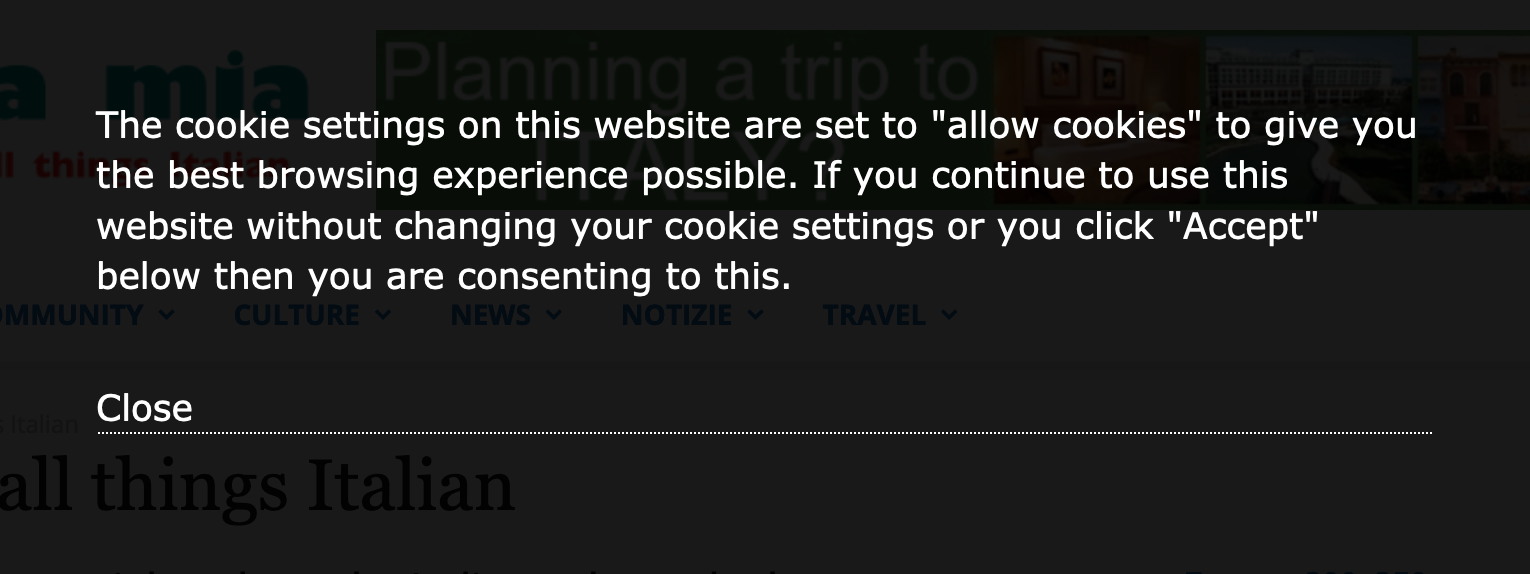 a mia
Planning a trip to
ITALY?
all things Italian
The cookie settings on this website are set to "allow cookies" to give you
the best browsing experience possible. If you continue to use this
website without changing your cookie settings or you click "Accept"
below then you are consenting to this.
OMMUNITY CULTURE NEWS NOTIZIE TRAVEL
Close
s Italian
all things Italian